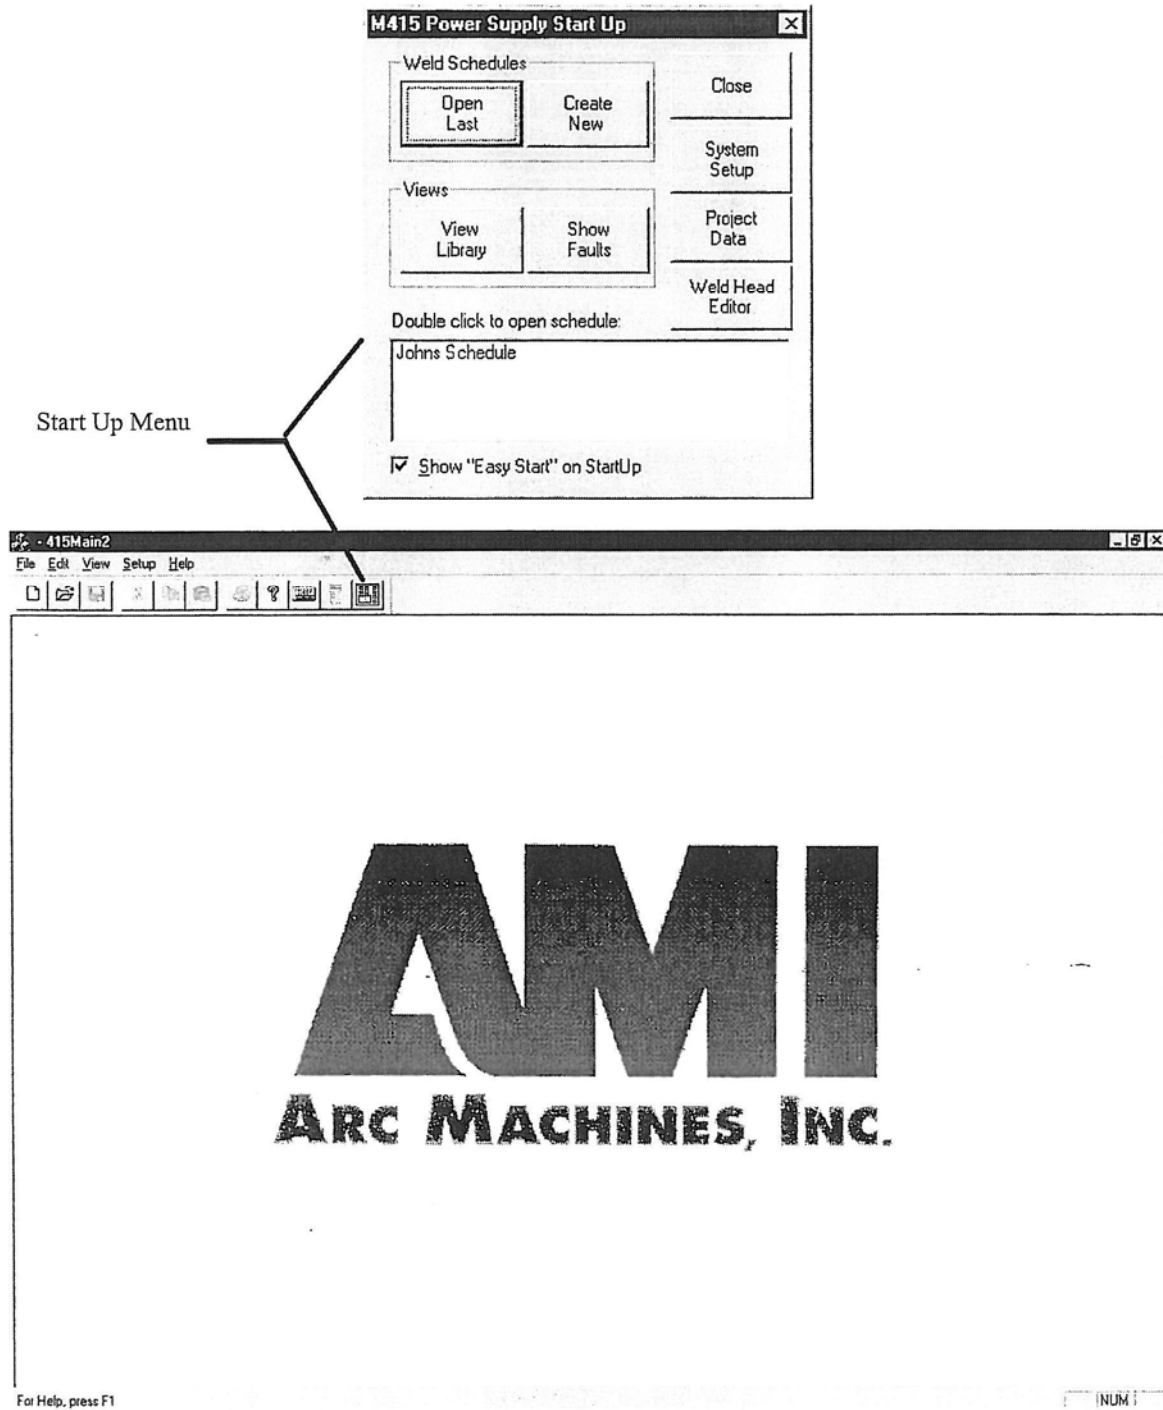 M415 Power Supply Start Up
Weld Schedules
Open
Last
Create
New
Close
System
Setup
Views
View
Library
Show
Faults
Project
Data
Weld Head
Editor
Double click to open schedule:
Johns Schedule
Show "Easy Start" on StartUp
Start Up Menu
- 415Main2
File Edit View Setup Help
AMI
ARC MACHINES, INC.
For Help, press F1
NUM